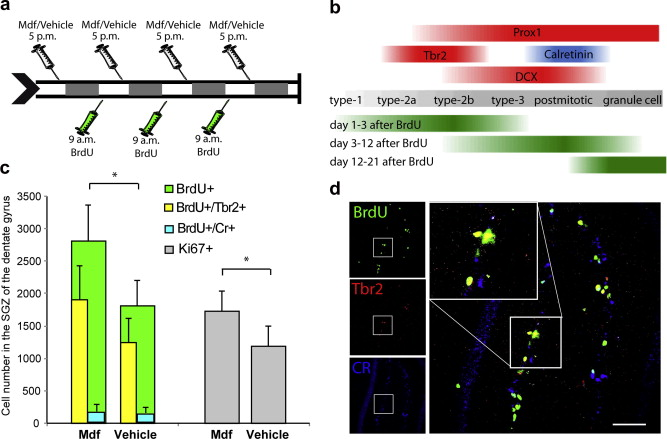 a
Mdf/Vehicle Mdf/Vehicle Mdf/Vehicle Mdf/Vehicle
5 p.m. 5 p.m. 5 p.m. 5 p.m.
9 a.m. 9 a.m. 9 a.m.
BrdU BrdU BrdU
b
Prox1
Tbr2 Calretinin
DCX
type-1 type-2a type-2b type-3 postmitotic granule cell
day 1-3 after BrdU
day 3-12 after BrdU
day 12-21 after BrdU
c
Cell number in the SGZ of the dentate gyrus
3500
3000
2500
2000
1500
1000
500
0
*
*
BrdU+
BrdU+/Tbr2+
BrdU+/Cr+
Ki67+
Mdf Vehicle Mdf Vehicle
d
BrdU
Tbr2
CR